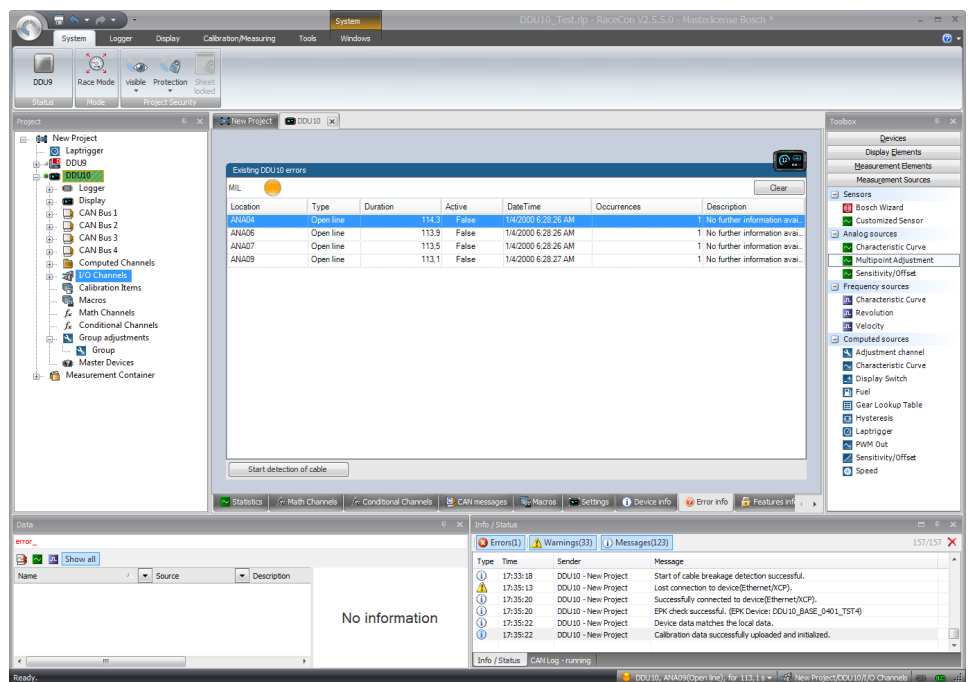 System
DDU10_Test.rlp - RaceCon V2.5.5.0 - Masterlicense Bosch *
System Logger Display Calibration/Measuring Tools Windows
DDU9 Race Mode visible Protection Sheet locked
Status Mode Project Security
Project
New Project
Laptrigger
DDU9
DDU10
Logger
Display
CAN Bus 1
CAN Bus 2
CAN Bus 3
CAN Bus 4
Computed Channels
I/O Channels
Calibration Items
Macros
Math Channels
Conditional Channels
Group adjustments
Group
Master Devices
Measurement Container
New Project DDU10
Existing DDU10 errors
MIL Clear
Location Type Duration Active DateTime Occurrences Description
ANA04 Open line 114,3 False 1/4/2000 6:28:26 AM 1 No further information avai...
ANA06 Open line 113,9 False 1/4/2000 6:28:26 AM 1 No further information avai...
ANA07 Open line 113,5 False 1/4/2000 6:28:26 AM 1 No further information avai...
ANA09 Open line 113,1 False 1/4/2000 6:28:27 AM 1 No further information avai...
Start detection of cable
Statistics Math Channels Conditional Channels CAN messages Macros Settings Device info Error info Features info
Toolbox
Devices
Display Elements
Measurement Elements
Measurement Sources
Sensors
Bosch Wizard
Customized Sensor
Analog sources
Characteristic Curve
Multipoint Adjustment
Sensitivity/Offset
Frequency sources
Characteristic Curve
Revolution
Velocity
Computed sources
Adjustment channel
Characteristic Curve
Display Switch
Fuel
Gear Lookup Table
Hysteresis
Laptrigger
PWM Out
Sensitivity/Offset
Speed
Data
error_
Show all
Name Source Description
No information
Info / Status
Errors(1) Warnings(33) Messages(123) 157/157
Type Time Sender Message
17:33:18 DDU10 - New Project Start of cable breakage detection successful.
17:35:13 DDU10 - New Project Lost connection to device(Ethernet/XCP).
17:35:20 DDU10 - New Project Successfully connected to device(Ethernet/XCP).
17:35:20 DDU10 - New Project EPK check successful. (EPK Device: DDU10_BASE_0401_TST4)
17:35:22 DDU10 - New Project Device data matches the local data.
17:35:22 DDU10 - New Project Calibration data successfully uploaded and initialized.
Info / Status CAN Log - running
Ready. DDU10, ANA09(Open line), for 113,1 s New Project/DDU10/I/O Channels